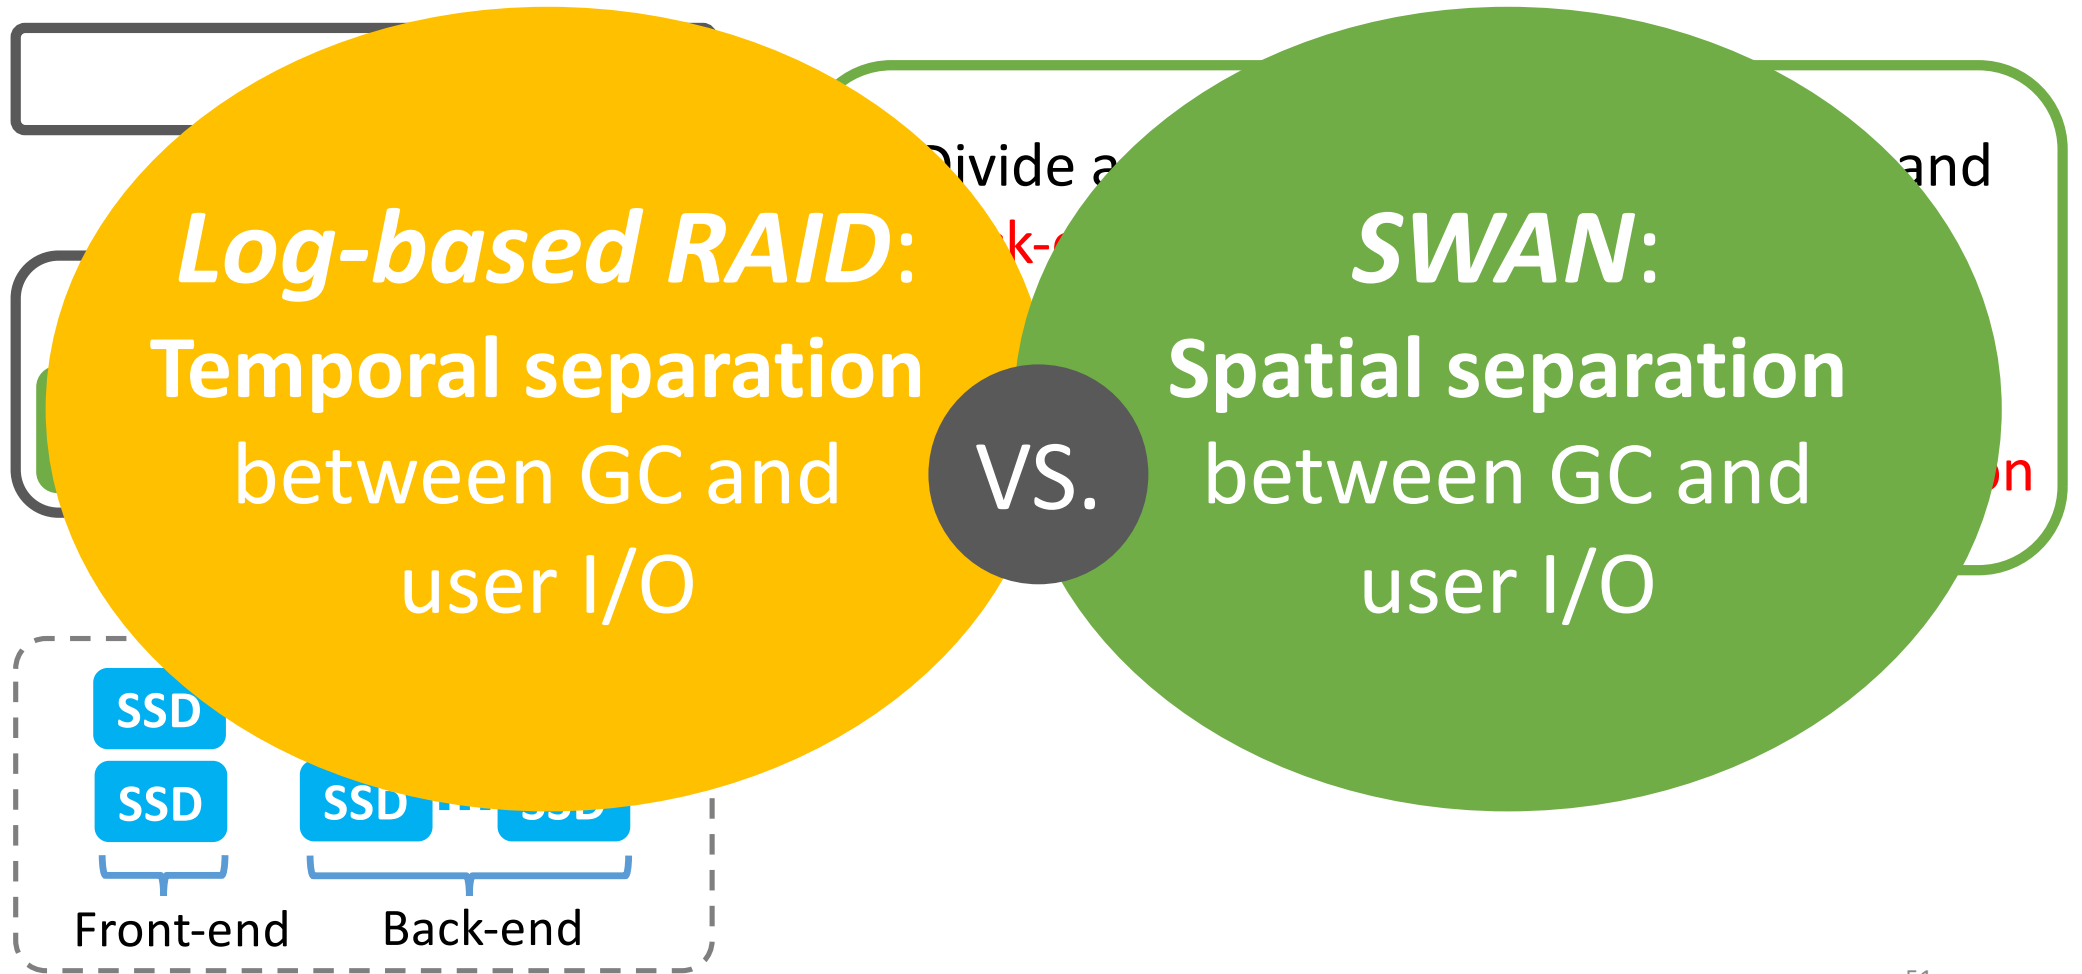 Divide and
Log-based RAID:
Temporal separation
between GC and
user I/O
VS.
SWAN:
Spatial separation
between GC and
user I/O
SSD
SSD SSD SSD
Front-end Back-end